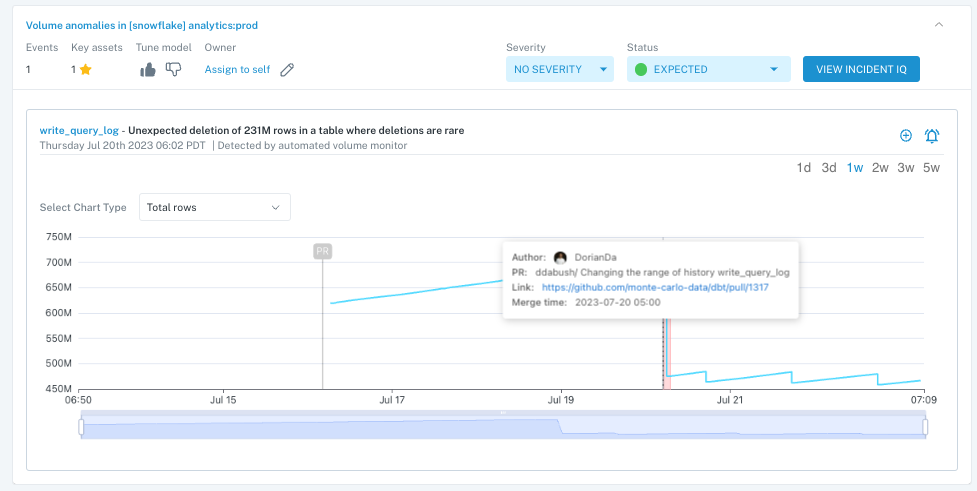 Volume anomalies in [snowflake] analytics:prod
Events Key assets Tune model Owner Severity Status
1 1 Assign to self NO SEVERITY EXPECTED VIEW INCIDENT IQ
write_query_log - Unexpected deletion of 231M rows in a table where deletions are rare
Thursday Jul 20th 2023 06:02 PDT | Detected by automated volume monitor
1d 3d 1w 2w 3w 5w
Select Chart Type Total rows
750M
PR
Author: DorianDa
700M
PR: ddabush/ Changing the range of history write_query_log
650M
Link: https://github.com/monte-carlo-data/dbt/pull/1317
Merge time: 2023-07-20 05:00
600M
550M
500M
450M
06:50 Jul 15 Jul 17 Jul 19 Jul 21 07:09